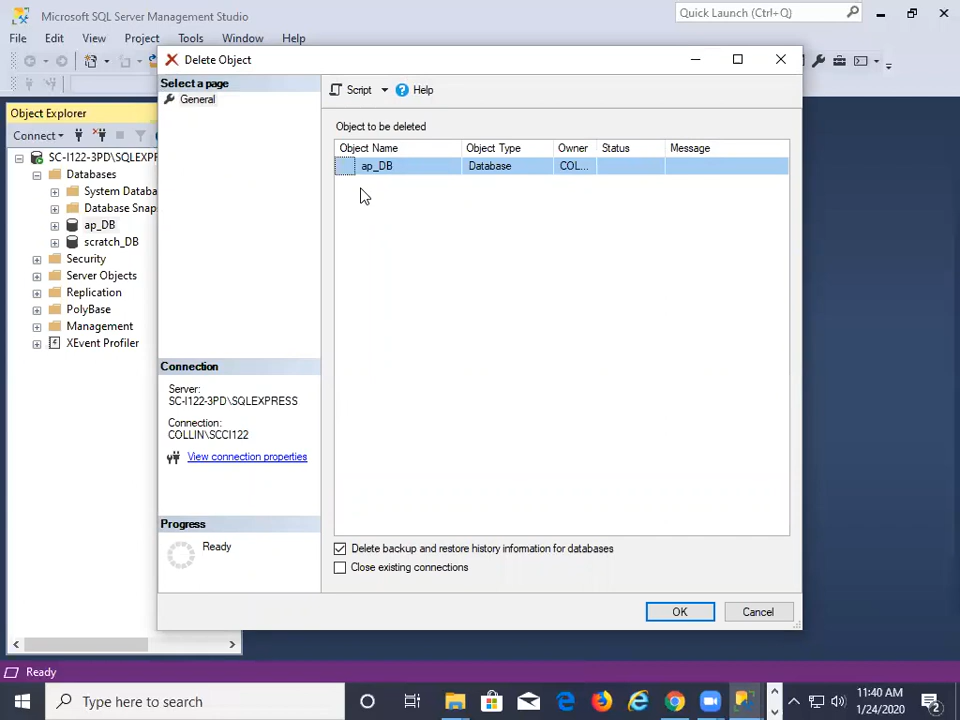 Microsoft SQL Server Management Studio
Quick Launch (Ctrl+Q)
File Edit View Project Tools Window Help
Delete Object
Select a page
General
Script Help
Object Explorer
Connect
Object to be deleted
Object Name Object Type Owner Status Message
ap_DB Database COL...
SC-I122-3PD\SQLEXPR
Databases
System Databa
Database Snap
ap_DB
scratch_DB
Security
Server Objects
Replication
PolyBase
Management
XEvent Profiler
Connection
Server:
SC-I122-3PD\SQLEXPRESS
Connection:
COLLIN\SCCI122
View connection properties
Progress
Ready
Delete backup and restore history information for databases
Close existing connections
OK Cancel
Ready
Type here to search
11:40 AM
1/24/2020
2